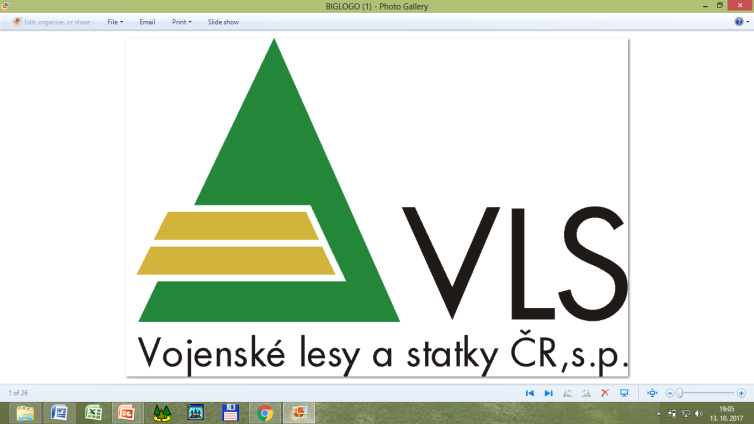 BIGLOGO (1) - Photo Gallery
Edit, organize, or share File Email Print Slide show
VLS
Vojenské lesy a statky ČR,s.p.
1 of 26
19:05
13. 10. 2017